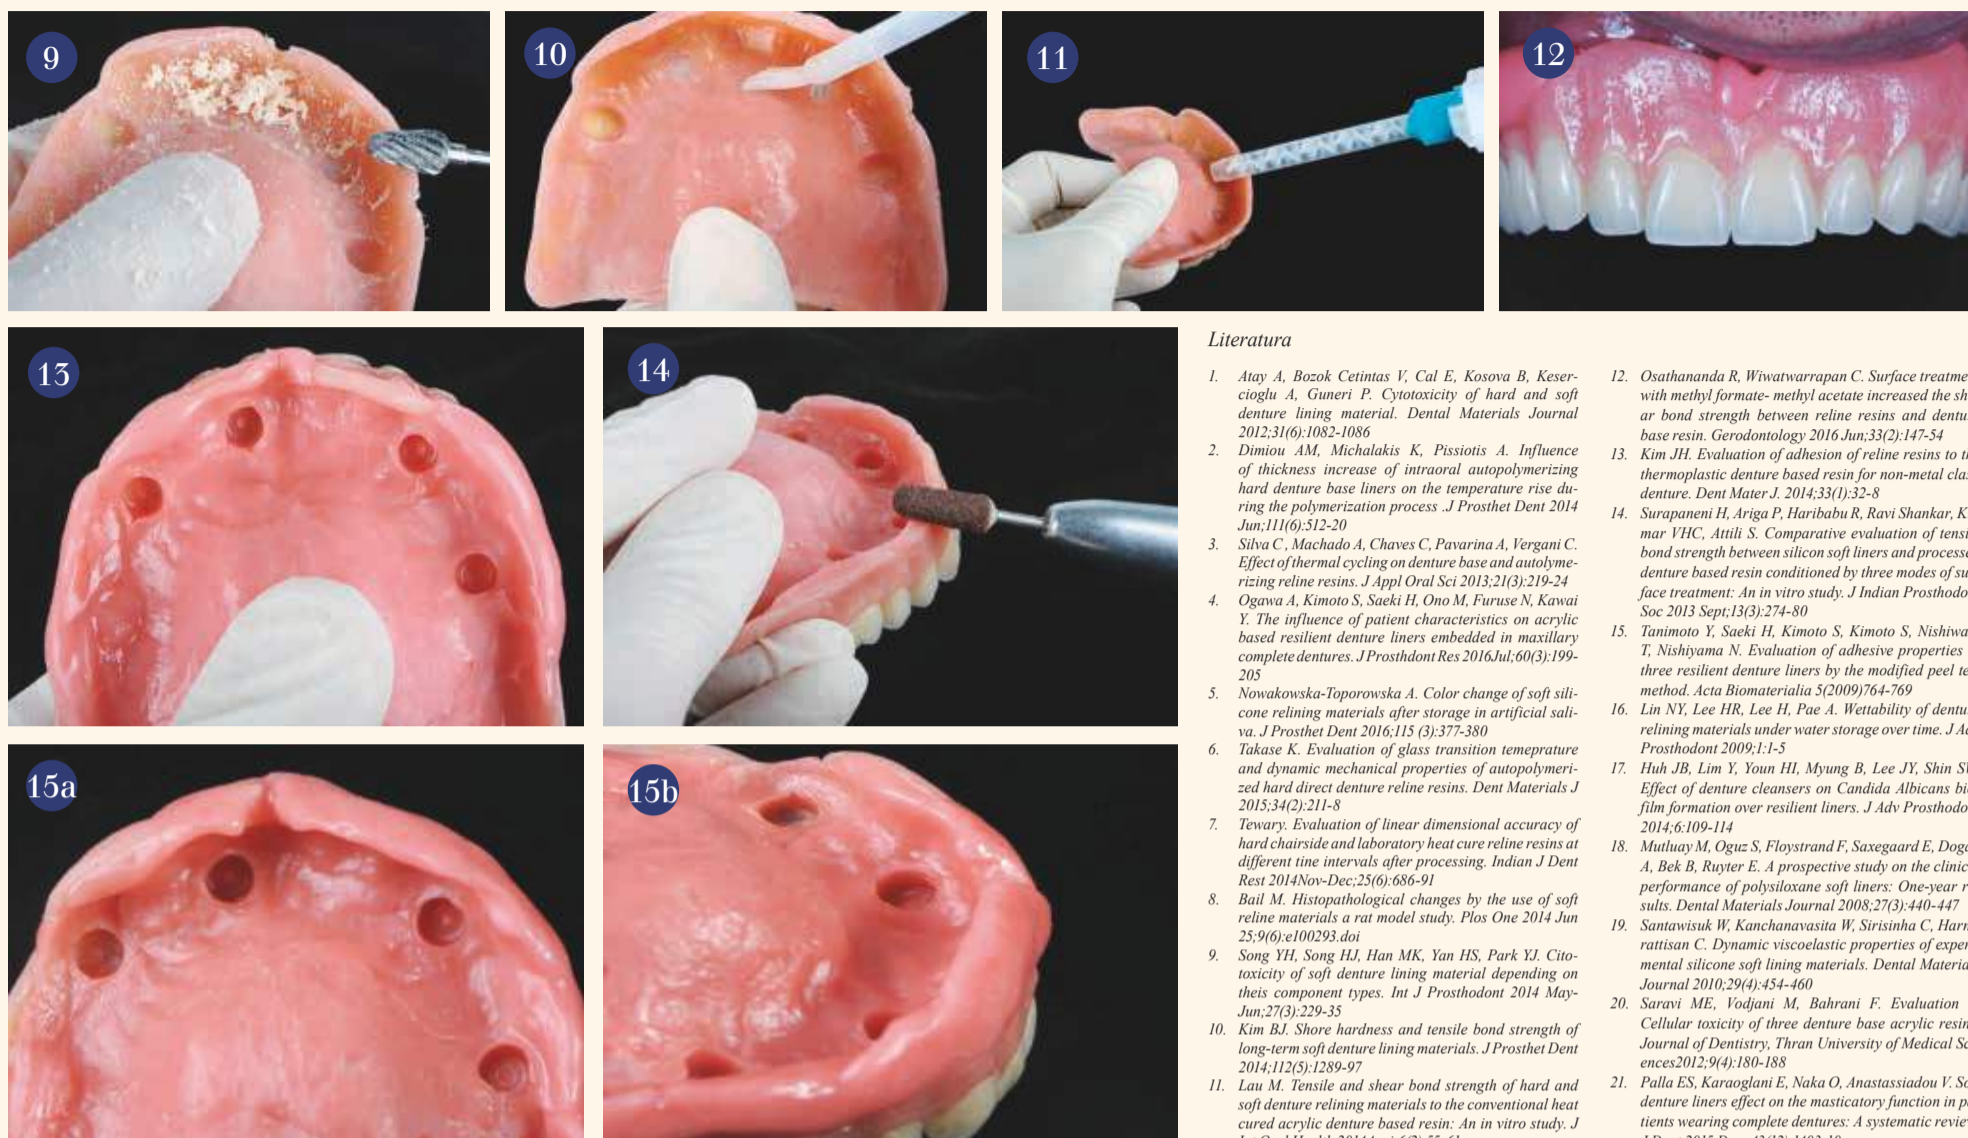 9
10
11
12
13
14
15a
15b
Literatura
1. Atay A, Bozok Cetintas V, Cal E, Kosova B, Keser-
cioglu A, Guneri P. Cytotoxicity of hard and soft
denture lining material. Dental Materials Journal
2012;31(6):1082-1086
2. Dimiou AM, Michalakis K, Pissiotis A. Influence
of thickness increase of intraoral autopolymerizing
hard denture base liners on the temperature rise du-
ring the polymerization process .J Prosthet Dent 2014
Jun;111(6):512-20
3. Silva C , Machado A, Chaves C, Pavarina A, Vergani C.
Effect of thermal cycling on denture base and autolyme-
rizing reline resins. J Appl Oral Sci 2013;21(3):219-24
4. Ogawa A, Kimoto S, Saeki H, Ono M, Furuse N, Kawai
Y. The influence of patient characteristics on acrylic
based resilient denture liners embedded in maxillary
complete dentures. J Prosthdont Res 2016Jul;60(3):199-
205
5. Nowakowska-Toporowska A. Color change of soft sili-
cone relining materials after storage in artificial sali-
va. J Prosthet Dent 2016;115 (3):377-380
6. Takase K. Evaluation of glass transition temeprature
and dynamic mechanical properties of autopolymeri-
zed hard direct denture reline resins. Dent Materials J
2015;34(2):211-8
7. Tewary. Evaluation of linear dimensional accuracy of
hard chairside and laboratory heat cure reline resins at
different tine intervals after processing. Indian J Dent
Rest 2014Nov-Dec;25(6):686-91
8. Bail M. Histopathological changes by the use of soft
reline materials a rat model study. Plos One 2014 Jun
25;9(6):e100293.doi
9. Song YH, Song HJ, Han MK, Yan HS, Park YJ. Cito-
toxicity of soft denture lining material depending on
theis component types. Int J Prosthodont 2014 May-
Jun;27(3):229-35
10. Kim BJ. Shore hardness and tensile bond strength of
long-term soft denture lining materials. J Prosthet Dent
2014;112(5):1289-97
11. Lau M. Tensile and shear bond strength of hard and
soft denture relining materials to the conventional heat
cured acrylic denture based resin: An in vitro study. J
12. Osathananda R, Wiwatwarrapan C. Surface treatme
with methyl formate- methyl acetate increased the sh
ar bond strength between reline resins and dentu
base resin. Gerodontology 2016 Jun;33(2):147-54
13. Kim JH. Evaluation of adhesion of reline resins to th
thermoplastic denture based resin for non-metal clas
denture. Dent Mater J. 2014;33(1):32-8
14. Surapaneni H, Ariga P, Haribabu R, Ravi Shankar, K
mar VHC, Attili S. Comparative evaluation of tensi
bond strength between silicon soft liners and processe
denture based resin conditioned by three modes of su
face treatment: An in vitro study. J Indian Prosthodo
Soc 2013 Sept;13(3):274-80
15. Tanimoto Y, Saeki H, Kimoto S, Kimoto S, Nishiwa
T, Nishiyama N. Evaluation of adhesive properties
three resilient denture liners by the modified peel te
method. Acta Biomaterialia 5(2009)764-769
16. Lin NY, Lee HR, Lee H, Pae A. Wettability of dentu
relining materials under water storage over time. J Ad
Prosthodont 2009;1:1-5
17. Huh JB, Lim Y, Youn HI, Myung B, Lee JY, Shin SW
Effect of denture cleansers on Candida Albicans bio
film formation over resilient liners. J Adv Prosthodo
2014;6:109-114
18. Mutluay M, Oguz S, Floystrand F, Saxegaard E, Doga
A, Bek B, Ruyter E. A prospective study on the clinic
performance of polysiloxane soft liners: One-year r
sults. Dental Materials Journal 2008;27(3):440-447
19. Santawisuk W, Kanchanavasita W, Sirisinha C, Harn
rattisan C. Dynamic viscoelastic properties of exper
mental silicone soft lining materials. Dental Materia
Journal 2010;29(4):454-460
20. Saravi ME, Vodjani M, Bahrani F. Evaluation
Cellular toxicity of three denture base acrylic resin
Journal of Dentistry, Thran University of Medical Sc
ences2012;9(4):180-188
21. Palla ES, Karaoglani E, Naka O, Anastassiadou V. So
denture liners effect on the masticatory function in p
tients wearing complete dentures: A systematic revie